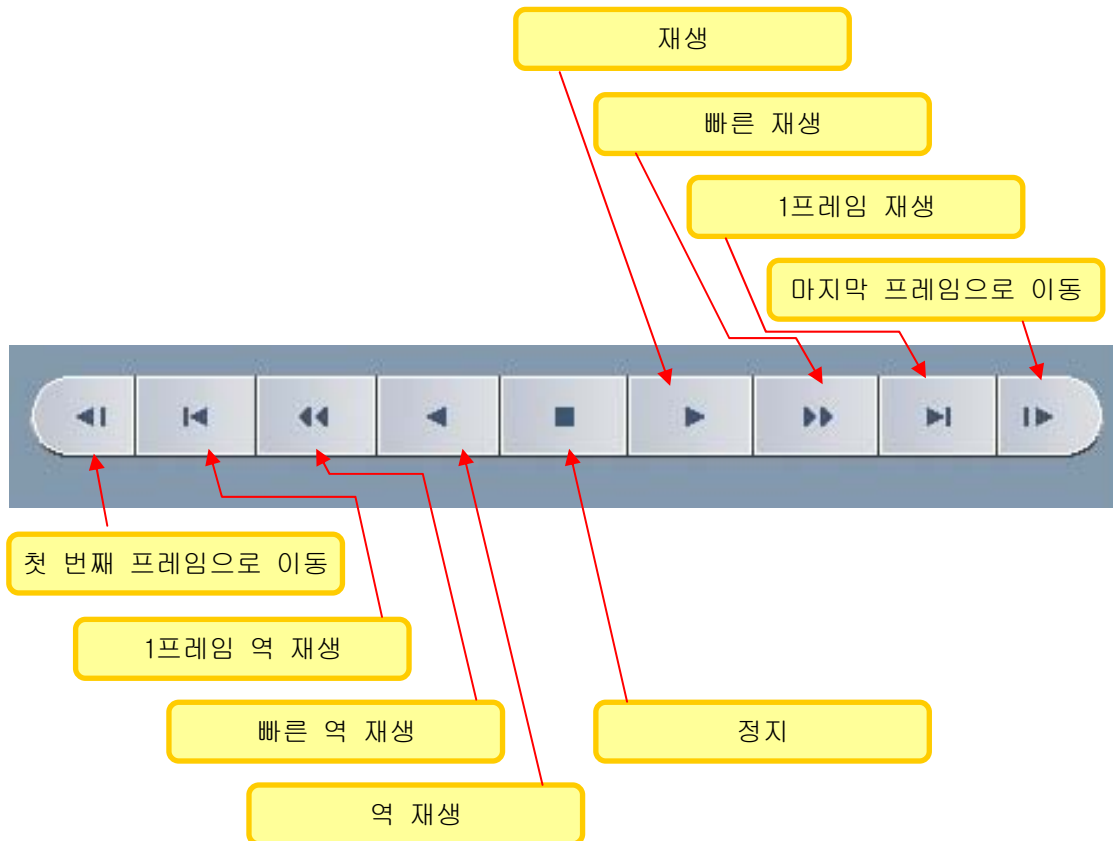 재생
빠른 재생
1프레임 재생
마지막 프레임으로 이동
첫 번째 프레임으로 이동
1프레임 역 재생
빠른 역 재생
정지
역 재생